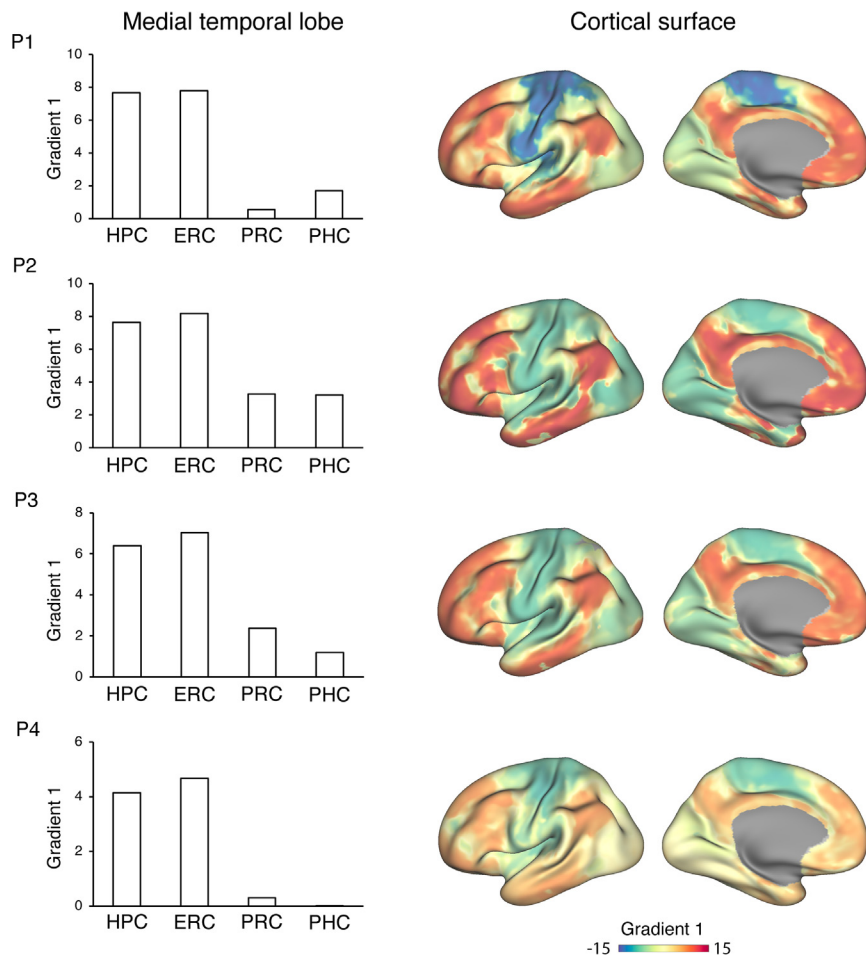 Medial temporal lobe
Cortical surface
P1
10
8
6
4
2
0
Gradient 1
HPC ERC PRC PHC
P2
10
8
6
4
2
0
Gradient 1
HPC ERC PRC PHC
P3
8
6
4
2
0
Gradient 1
HPC ERC PRC PHC
P4
6
4
2
0
Gradient 1
HPC ERC PRC PHC
Gradient 1
-15 15